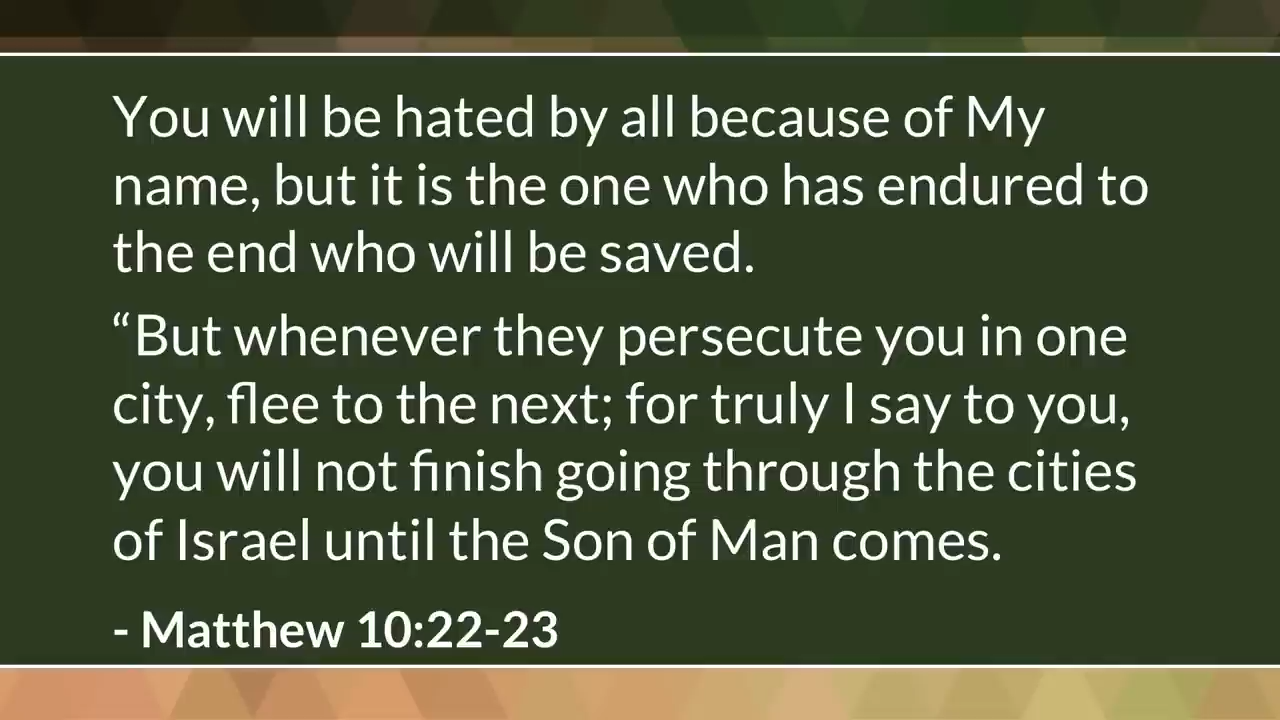 You will be hated by all because of My
name, but it is the one who has endured to
the end who will be saved.
“But whenever they persecute you in one
city, flee to the next; for truly I say to you,
you will not finish going through the cities
of Israel until the Son of Man comes.
- Matthew 10:22-23